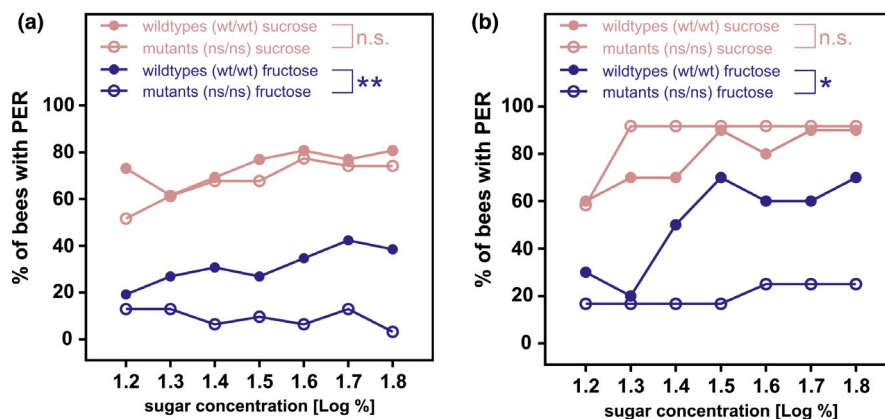 (a)
wildtypes (wt/wt) sucrose
mutants (ns/ns) sucrose
n.s.
wildtypes (wt/wt) fructose
mutants (ns/ns) fructose
**
% of bees with PER
100
80
60
40
20
0
1.2 1.3 1.4 1.5 1.6 1.7 1.8
sugar concentration [Log %]
(b)
wildtypes (wt/wt) sucrose
mutants (ns/ns) sucrose
n.s.
wildtypes (wt/wt) fructose
mutants (ns/ns) fructose
*
% of bees with PER
100
80
60
40
20
0
1.2 1.3 1.4 1.5 1.6 1.7 1.8
sugar concentration [Log %]